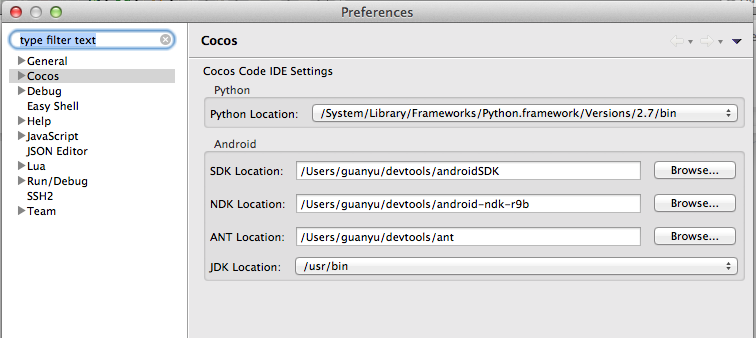 Preferences
type filter text
General
Cocos
Debug
Easy Shell
Help
JavaScript
JSON Editor
Lua
Run/Debug
SSH2
Team
Cocos
Cocos Code IDE Settings
Python
Python Location: /System/Library/Frameworks/Python.framework/Versions/2.7/bin
Android
SDK Location: /Users/guanyu/devtools/androidSDK Browse...
NDK Location: /Users/guanyu/devtools/android-ndk-r9b Browse...
ANT Location: /Users/guanyu/devtools/ant Browse...
JDK Location: /usr/bin